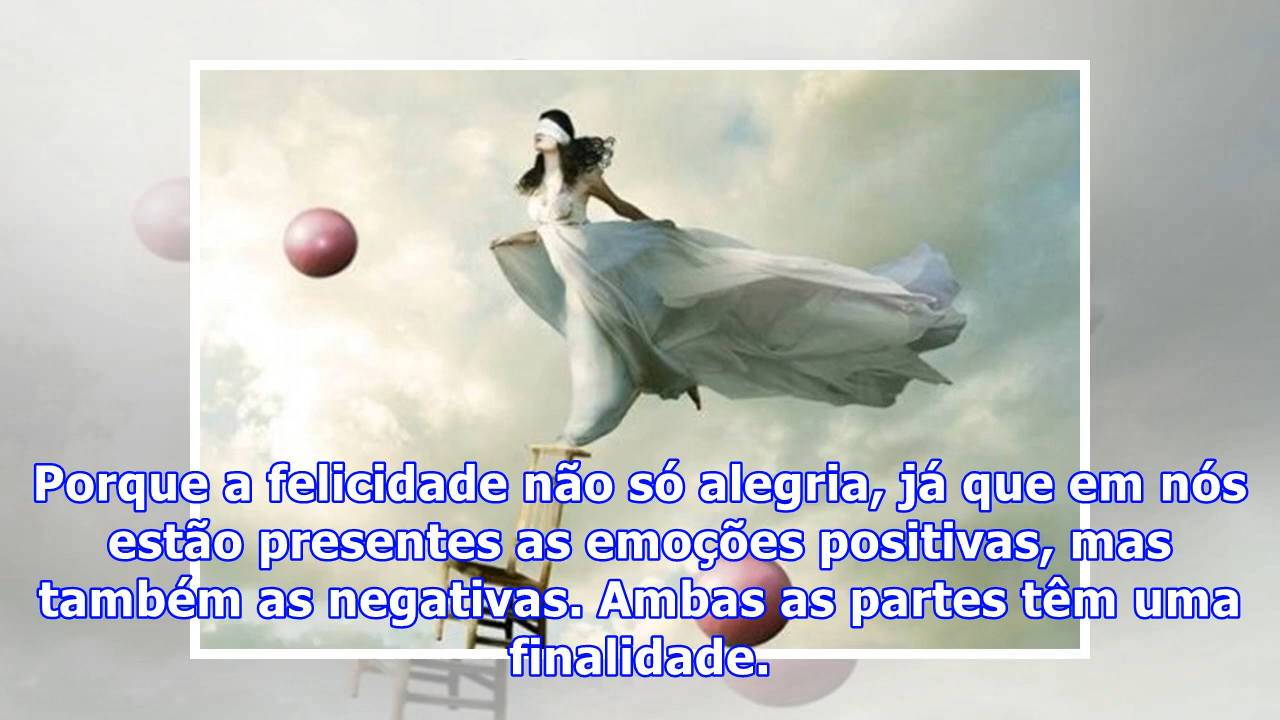 Porque a felicidade não só alegria, já que em nós
estão presentes as emoções positivas, mas
também as negativas. Ambas as partes têm uma
finalidade.